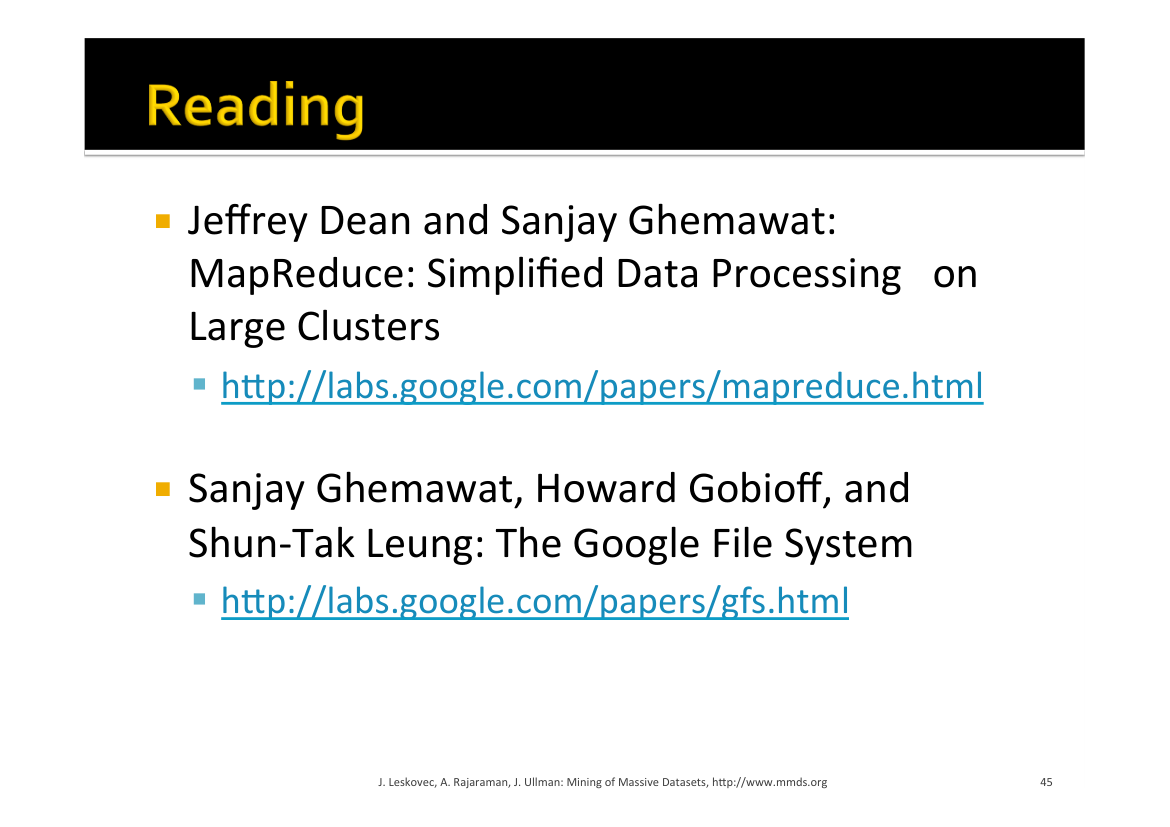 Reading
Jeffrey Dean and Sanjay Ghemawat:
MapReduce: Simplified Data Processing on
Large Clusters
http://labs.google.com/papers/mapreduce.html
Sanjay Ghemawat, Howard Gobioff, and
Shun-Tak Leung: The Google File System
http://labs.google.com/papers/gfs.html
J. Leskovec, A. Rajaraman, J. Ullman: Mining of Massive Datasets, http://www.mmds.org
45